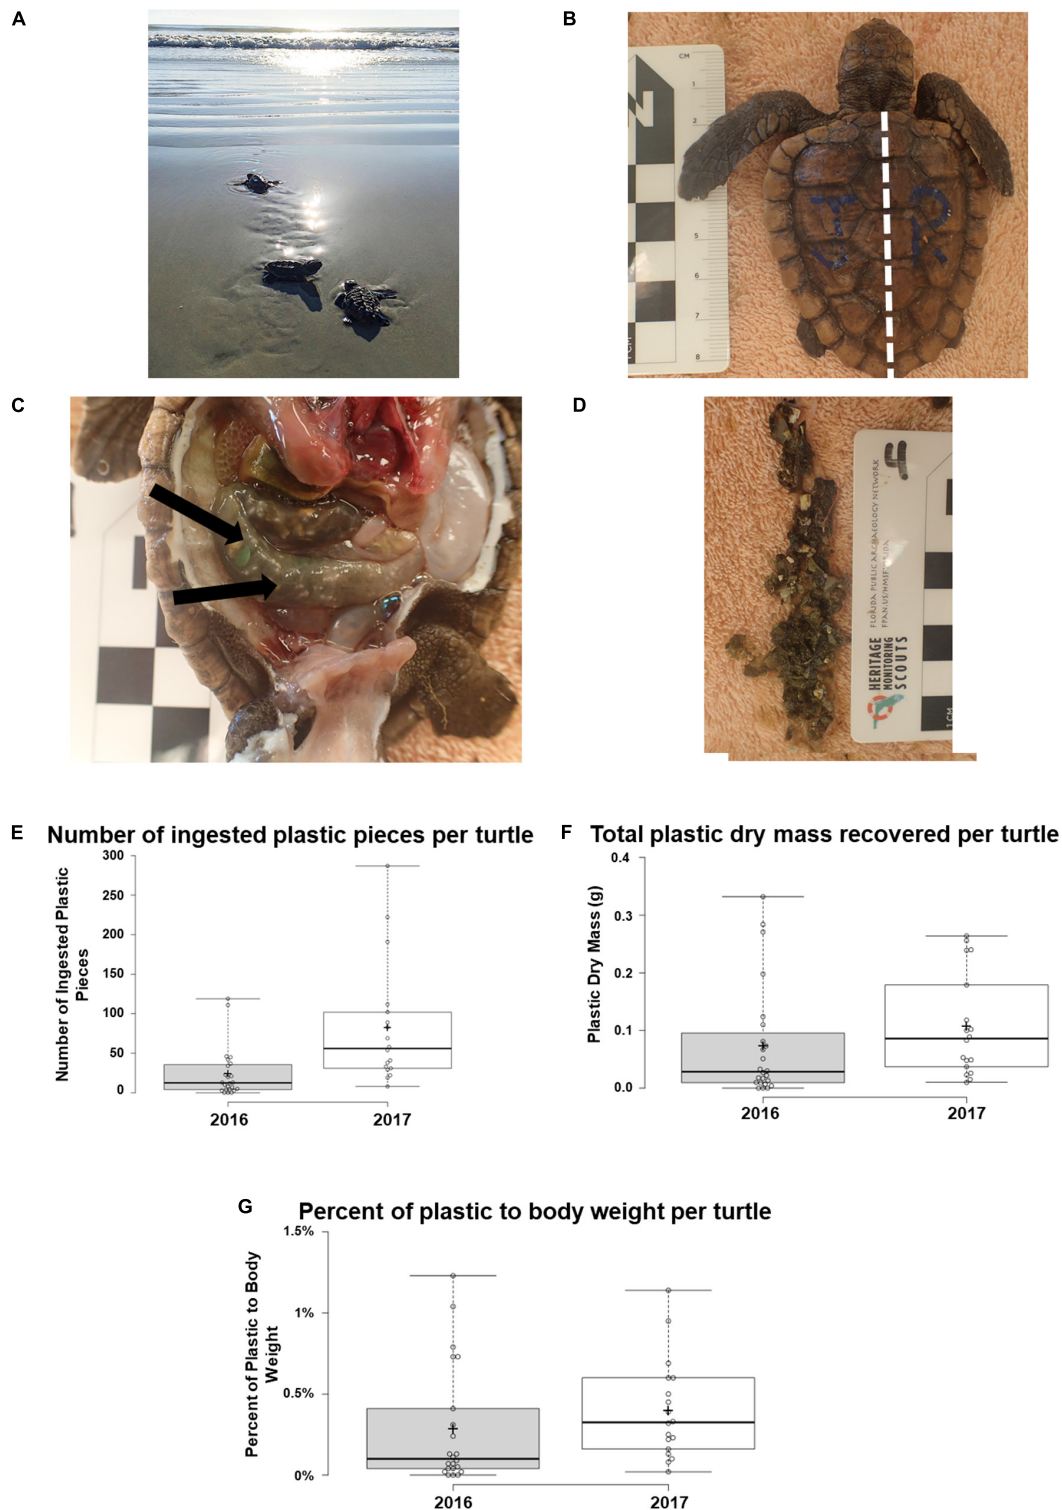 A
B
CM
1
2
5
6
7
8
1 CM
C
D
4
FLORIDA PUBLIC ARCHAEOLOGY NETWORK
HERITAGE
MONITORING
SCOUTS
1 CM
E
Number of ingested plastic pieces per turtle
Number of Ingested Plastic
Pieces
300
250
200
150
100
50
0
2016
2017
F
Total plastic dry mass recovered per turtle
Plastic Dry Mass (g)
0.4
0.3
0.2
0.1
0.0
2016
2017
G
Percent of plastic to body weight per turtle
Percent of Plastic to Body
Weight
1.5%
1%
0.5%
0%
2016
2017